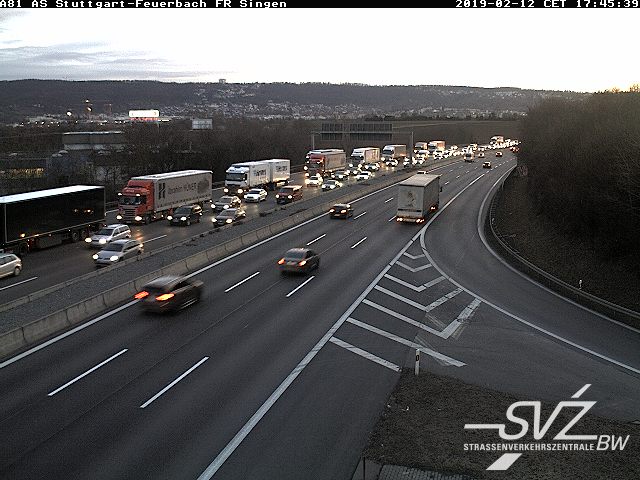 A81 AS Stuttgart-Feuerbach FR Singen 2019-02-12 CET 17:45:39
SVZ
STRASSENVERKEHRSZENTRALE BW